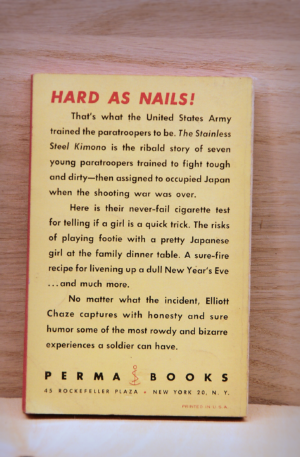 HARD AS NAILS!
That's what the United States Army
trained the paratroopers to be. The Stainless
Steel Kimono is the ribald story of seven
young paratroopers trained to fight tough
and dirty—then assigned to occupied Japan
when the shooting war was over.
Here is their never-fail cigarette test
for telling if a girl is a quick trick. The risks
of playing footie with a pretty Japanese
girl at the family dinner table. A sure-fire
recipe for livening up a dull New Year's Eve
...and much more.
No matter what the incident, Elliott
Chaze captures with honesty and sure
humor some of the most rowdy and bizarre
experiences a soldier can have.
PERMA BOOKS
45 ROCKEFELLER PLAZA • NEW YORK 20, N. Y.